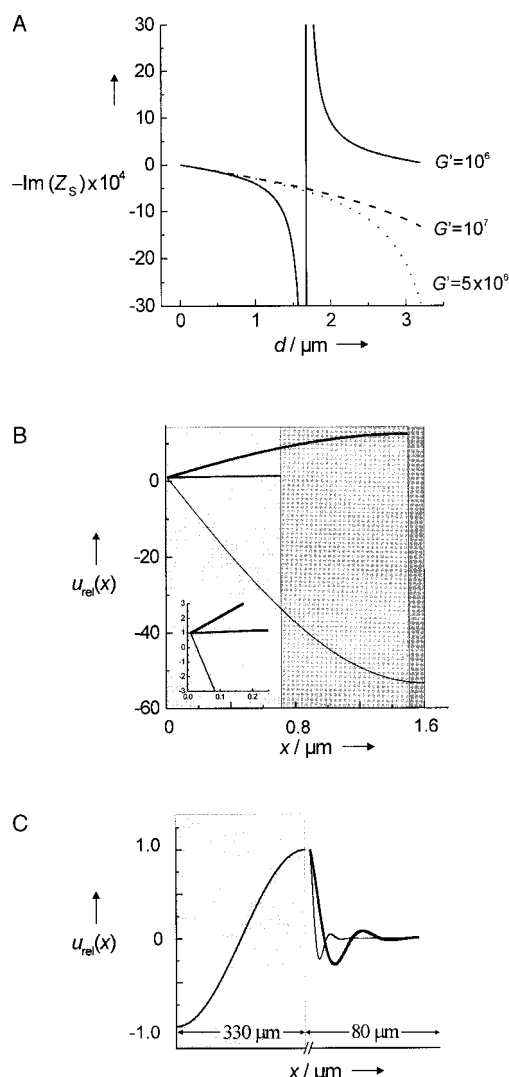 A
30
20
10
0
-10
-20
-30
–Im (Z_S)x10^4
G'=10^6
G'=10^7
G'=5x10^6
0 1 2 3
d / µm
B
0
-20
-40
-60
u_rel(x)
3
2
1
0
-1
-2
-3
0.0 0.1 0.2
0 0.8 1.6
x / µm
C
1.0
0
-1.0
u_rel(x)
330 µm 80 µm
x / µm